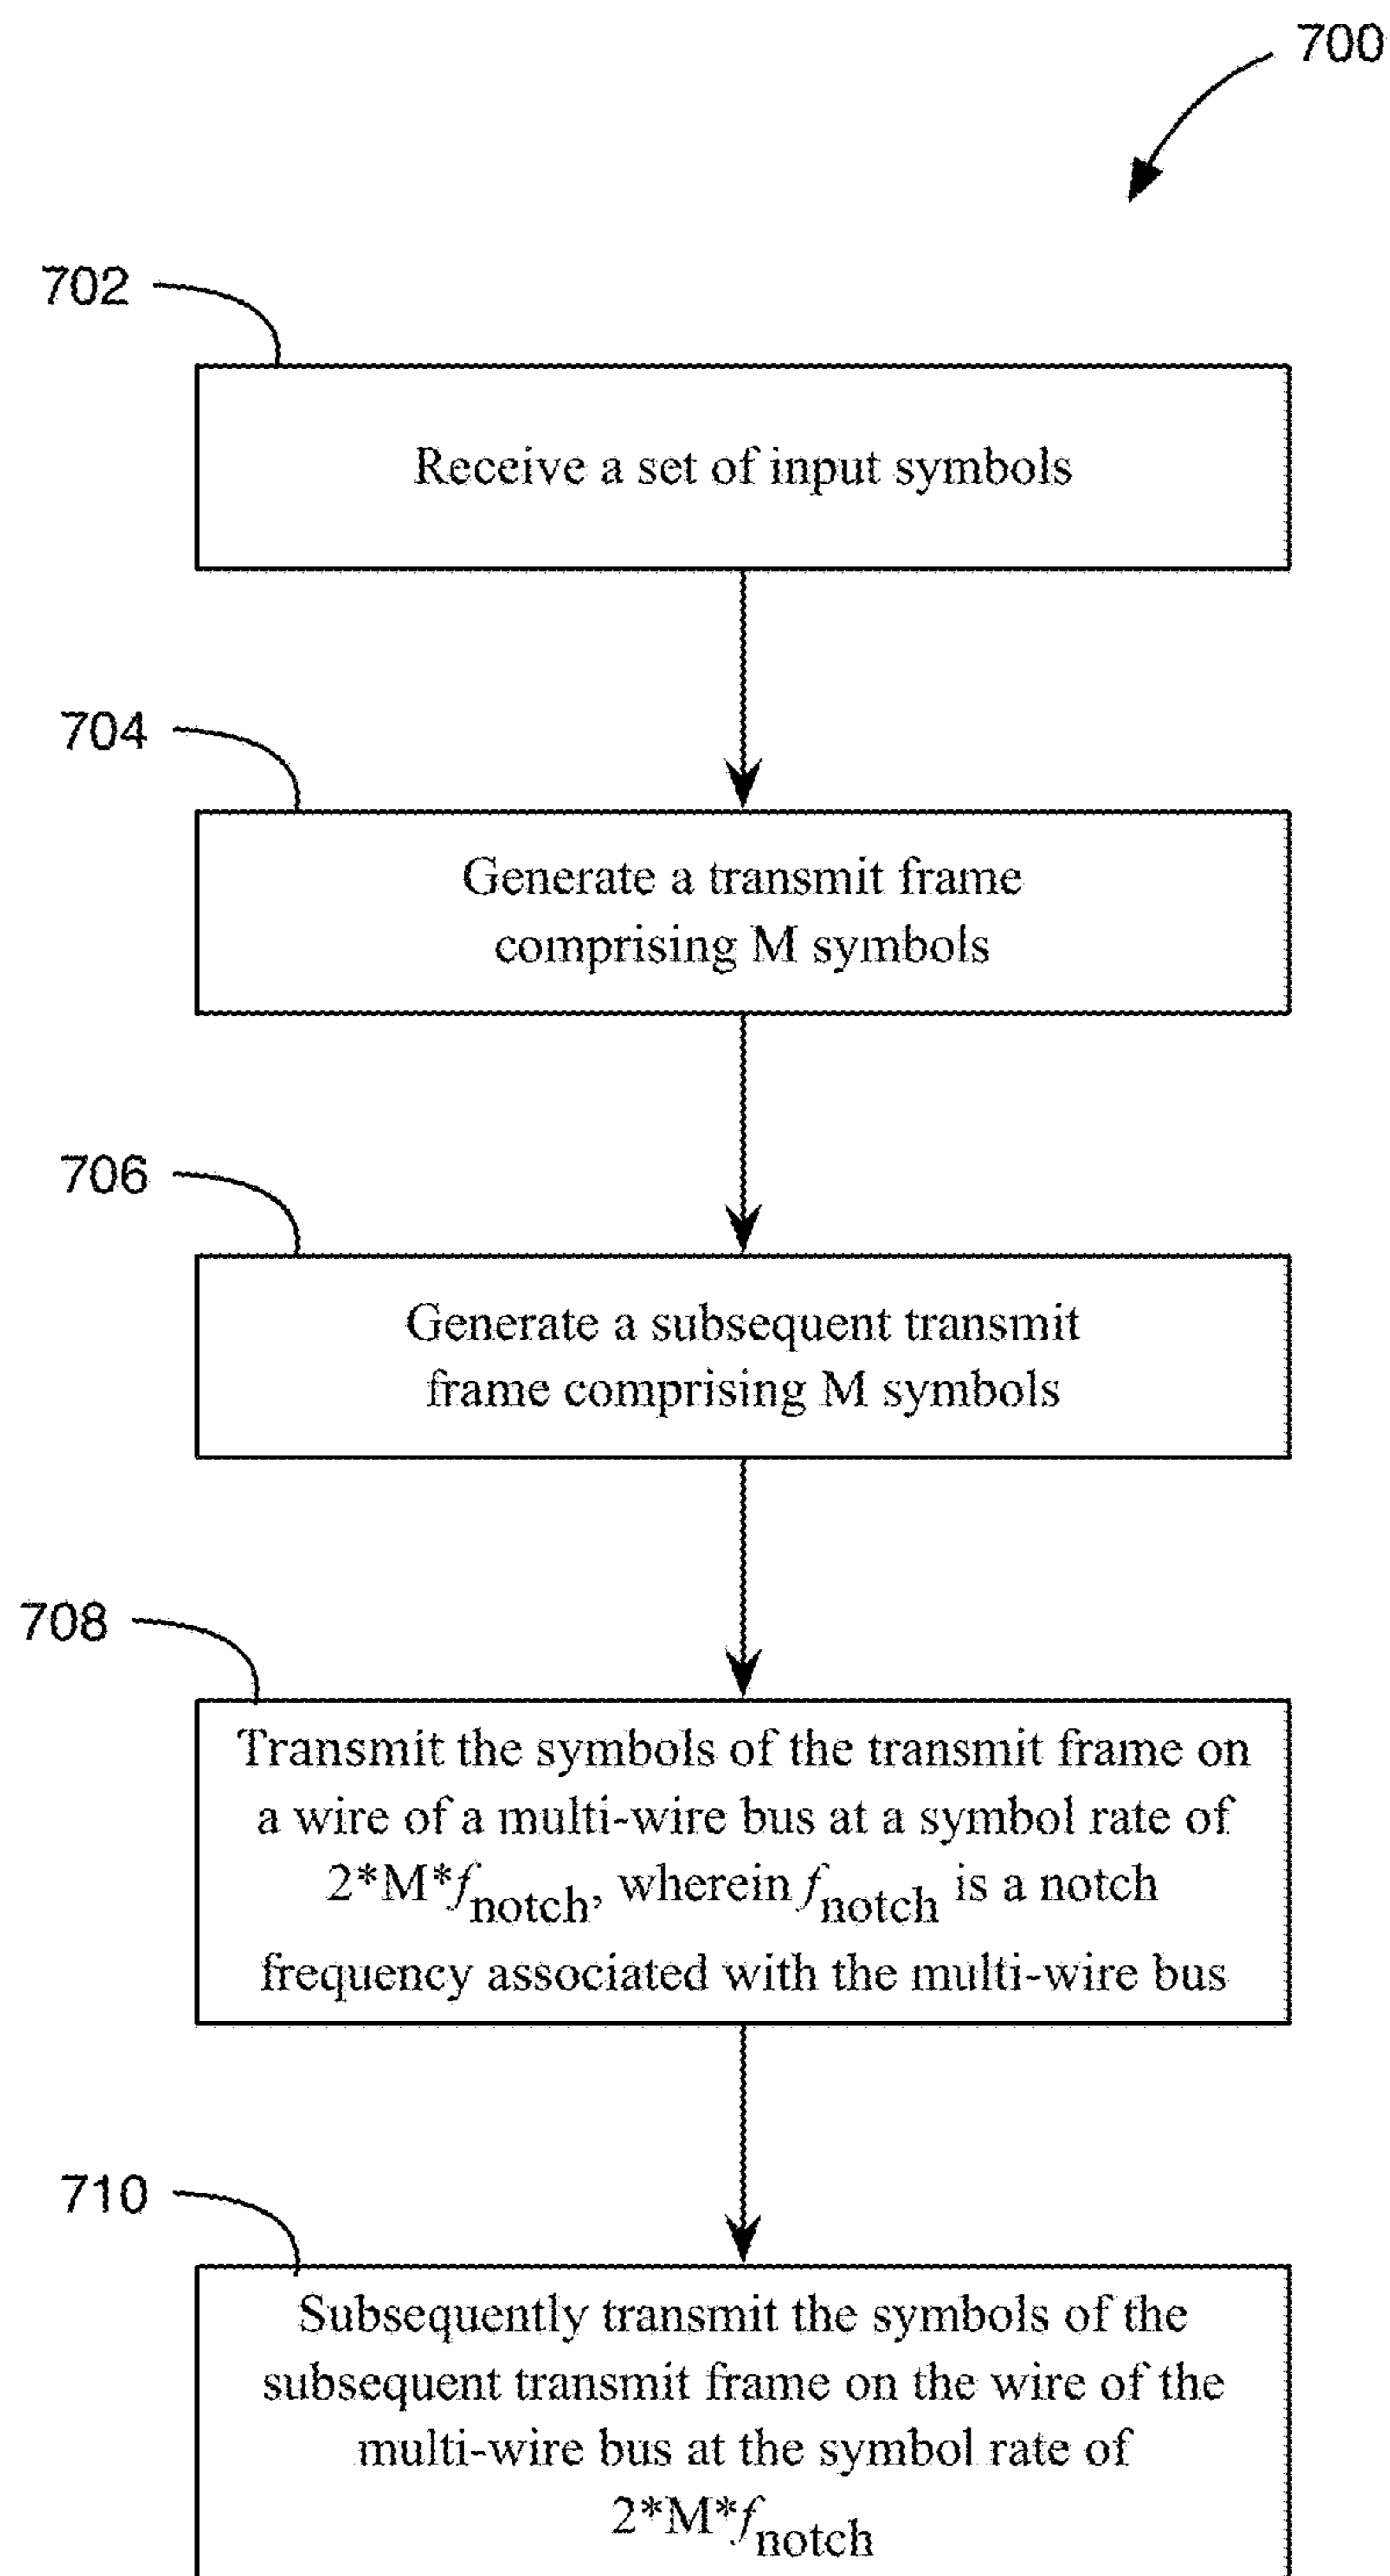 700
702
Receive a set of input symbols
704
Generate a transmit frame
comprising M symbols
706
Generate a subsequent transmit
frame comprising M symbols
708
Transmit the symbols of the transmit frame on
a wire of a multi-wire bus at a symbol rate of
2*M*fnotch, wherein fnotch is a notch
frequency associated with the multi-wire bus
710
Subsequently transmit the symbols of the
subsequent transmit frame on the wire of the
multi-wire bus at the symbol rate of
2*M*fnotch